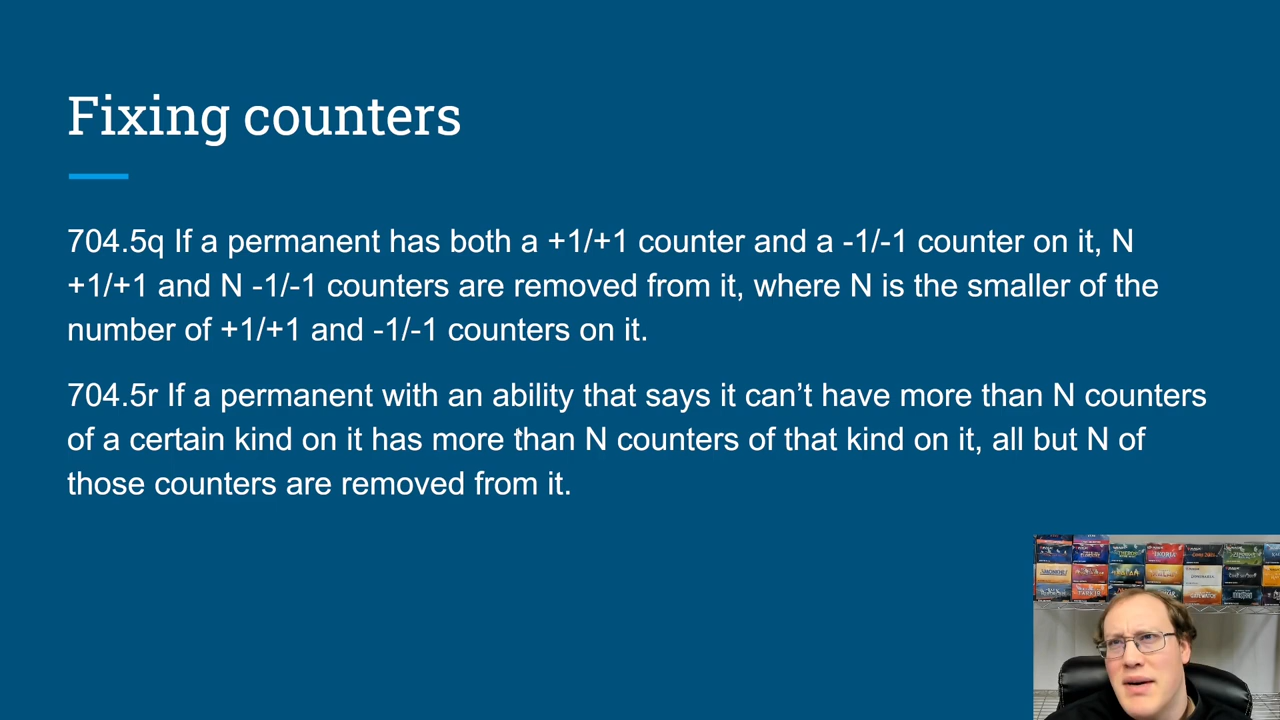 Fixing counters
704.5q If a permanent has both a +1/+1 counter and a -1/-1 counter on it, N
+1/+1 and N -1/-1 counters are removed from it, where N is the smaller of the
number of +1/+1 and -1/-1 counters on it.
704.5r If a permanent with an ability that says it can’t have more than N counters
of a certain kind on it has more than N counters of that kind on it, all but N of
those counters are removed from it.